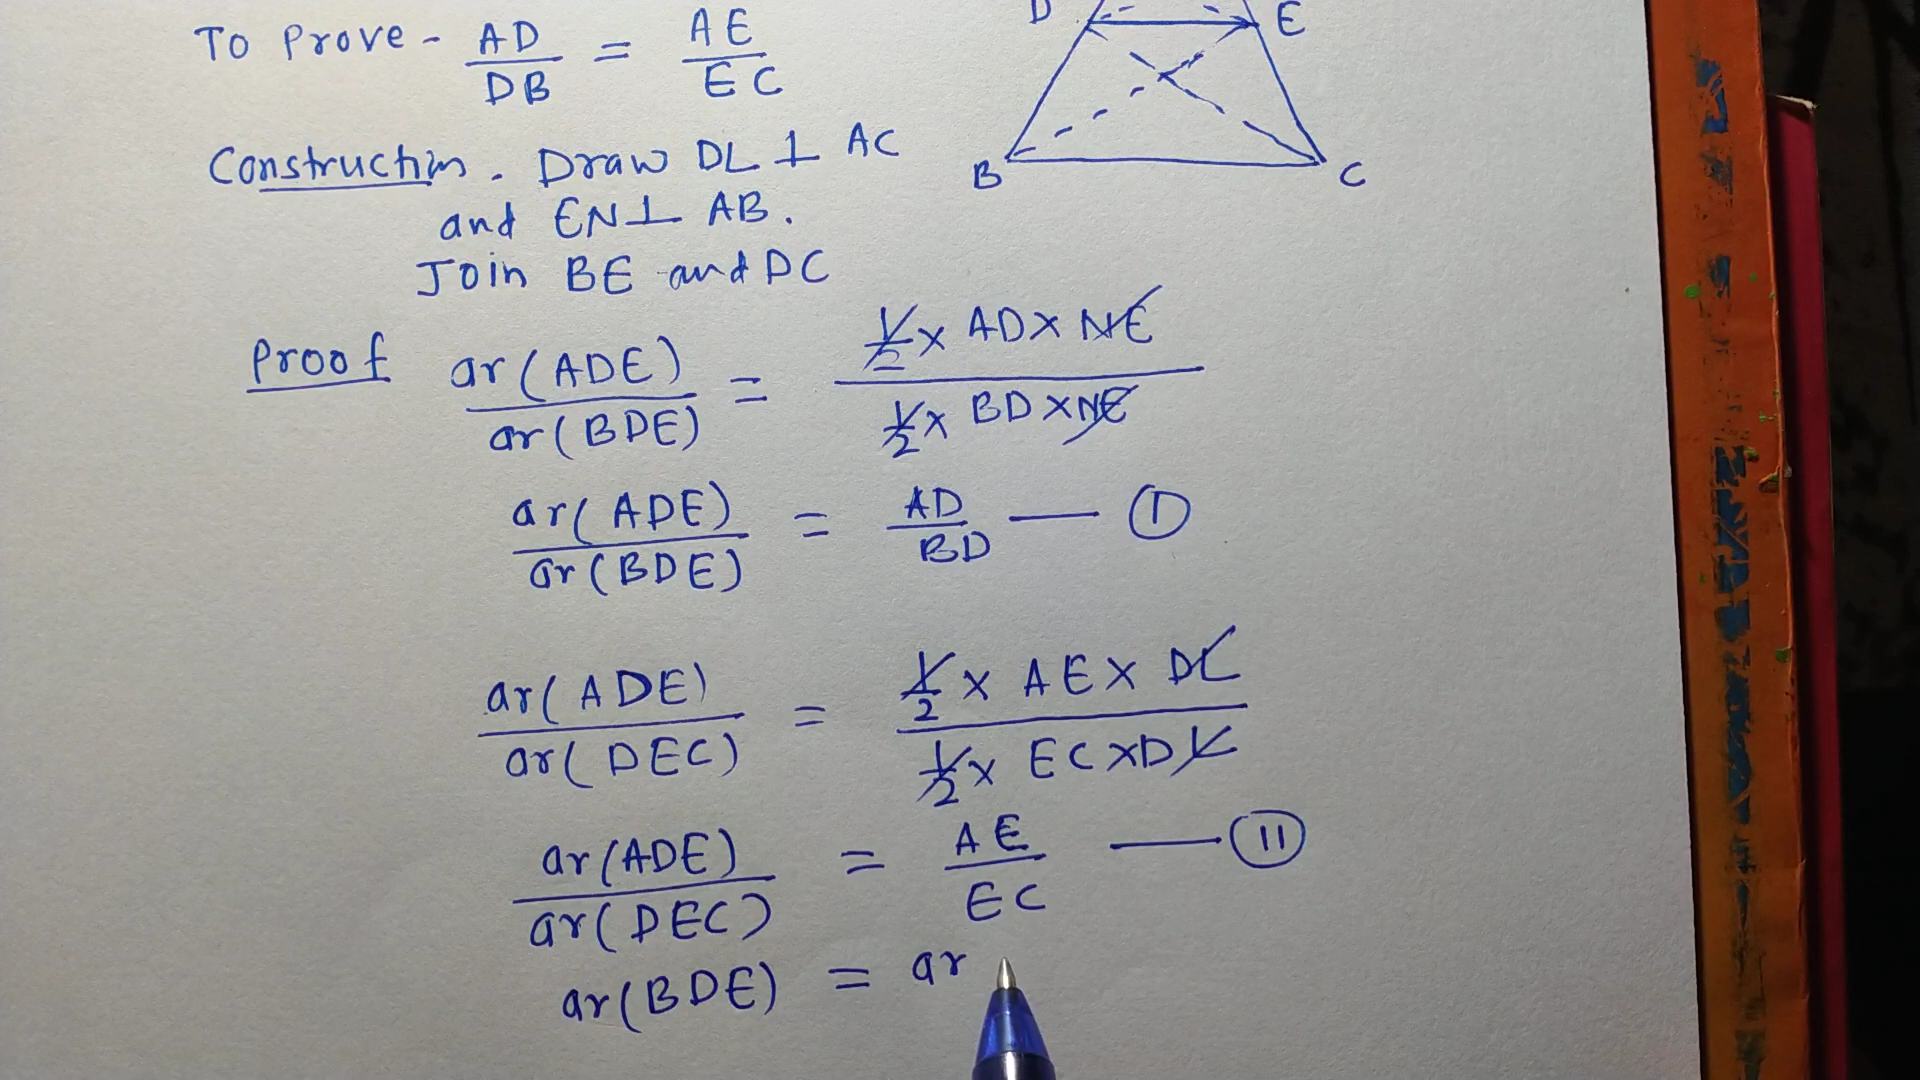 To Prove - AD/DB = AE/EC
D E
Construction. Draw DL ⊥ AC
B C
and EN ⊥ AB.
Join BE and DC
Proof ar(ADE)/ar(BDE) = 1/2 × AD × NE / 1/2 × BD × NE
ar(ADE)/ar(BDE) = AD/BD — I
ar(ADE)/ar(DEC) = 1/2 × AE × DL / 1/2 × EC × DL
ar(ADE)/ar(DEC) = AE/EC — II
ar(BDE) = ar